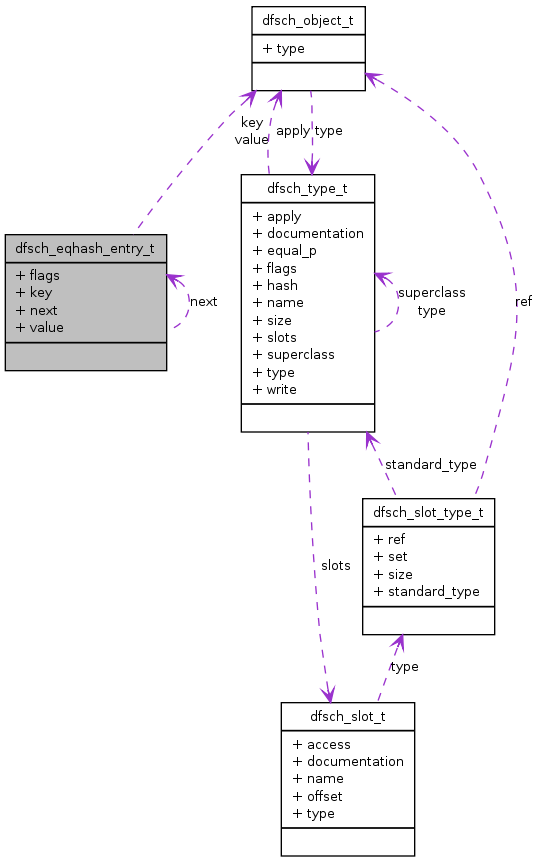 dfsch_object_t
+ type
key
value
apply
type
dfsch_type_t
+ apply
+ documentation
+ equal_p
+ flags
+ hash
+ name
+ size
+ slots
+ superclass
+ type
+ write
dfsch_eqhash_entry_t
+ flags
+ key
+ next
+ value
next
superclass
type
ref
standard_type
dfsch_slot_type_t
+ ref
+ set
+ size
+ standard_type
slots
type
dfsch_slot_t
+ access
+ documentation
+ name
+ offset
+ type